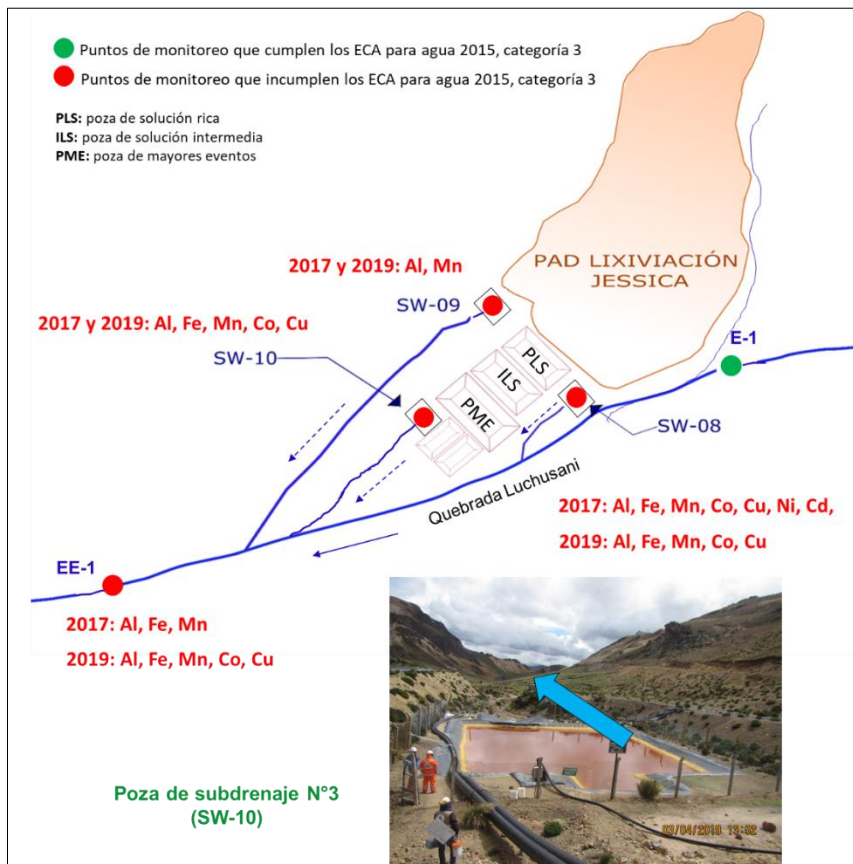 Puntos de monitoreo que cumplen los ECA para agua 2015, categoría 3
Puntos de monitoreo que incumplen los ECA para agua 2015, categoría 3
PLS: poza de solución rica
ILS: poza de solución intermedia
PME: poza de mayores eventos
PAD LIXIVIACIÓN
JESSICA
2017 y 2019: Al, Mn
SW-09
2017 y 2019: Al, Fe, Mn, Co, Cu
SW-10
E-1
PLS
ILS
PME
SW-08
Quebrada Luchusani
2017: Al, Fe, Mn, Co, Cu, Ni, Cd,
2019: Al, Fe, Mn, Co, Cu
EE-1
2017: Al, Fe, Mn
2019: Al, Fe, Mn, Co, Cu
Poza de subdrenaje N°3
(SW-10)